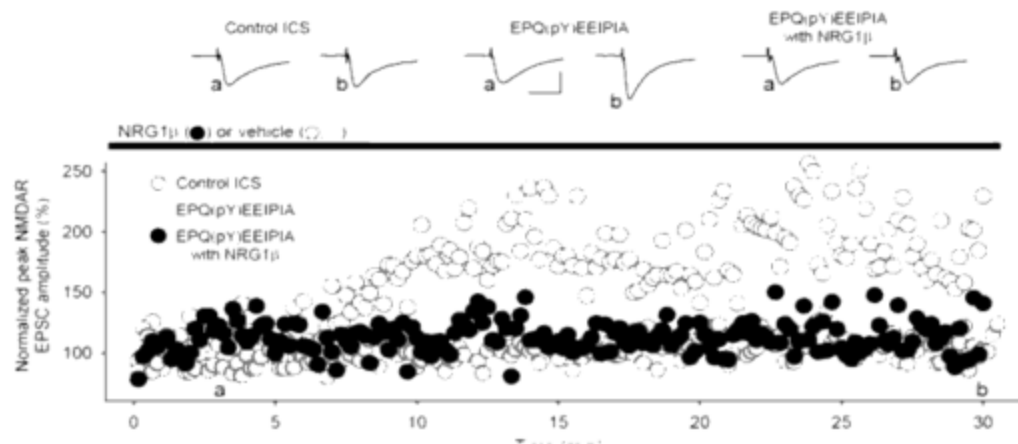 Control ICS
EPQ(pY)EEIPIA
EPQ(pY)EEIPIA
with NRG1β
a
b
a
b
a
b
NRG1β (●) or vehicle (○, )
Normalized peak NMDAR
EPSC amplitude (%)
250
200
150
100
Control ICS
EPQ(pY)EEIPIA
EPQ(pY)EEIPIA
with NRG1β
a
b
0
5
10
15
20
25
30